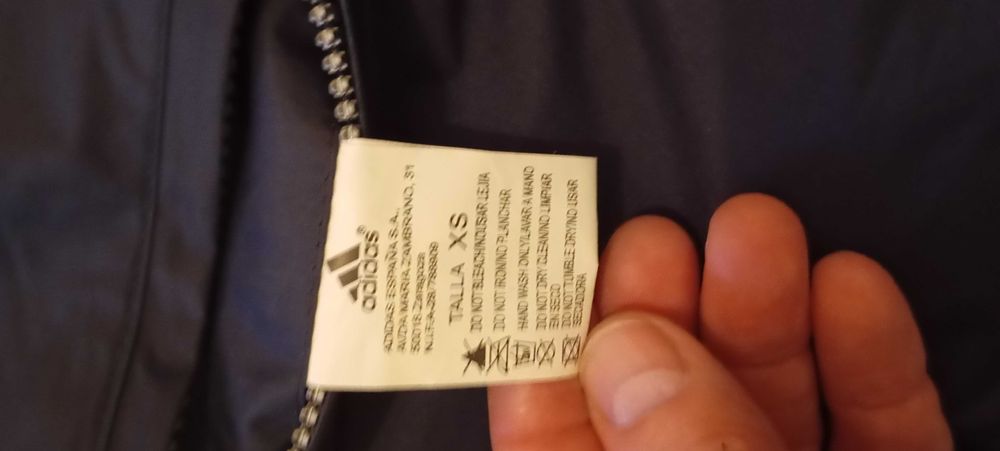 adidas®
ADIDAS ESPAÑA S.A.,
AVDA MARIA ZAMBRANO, 31
50018-Zaragoza
TALLA XS
DO NOT BLEACH/NO USAR LEJIA
DO NOT IRON/NO PLANCHAR
HAND WASH ONLY/LAVAR A MANO
DO NOT DRY CLEAN/NO LIMPIAR
EN SECO
DO NOT TUMBLE DRY/NO USAR
SECADORA